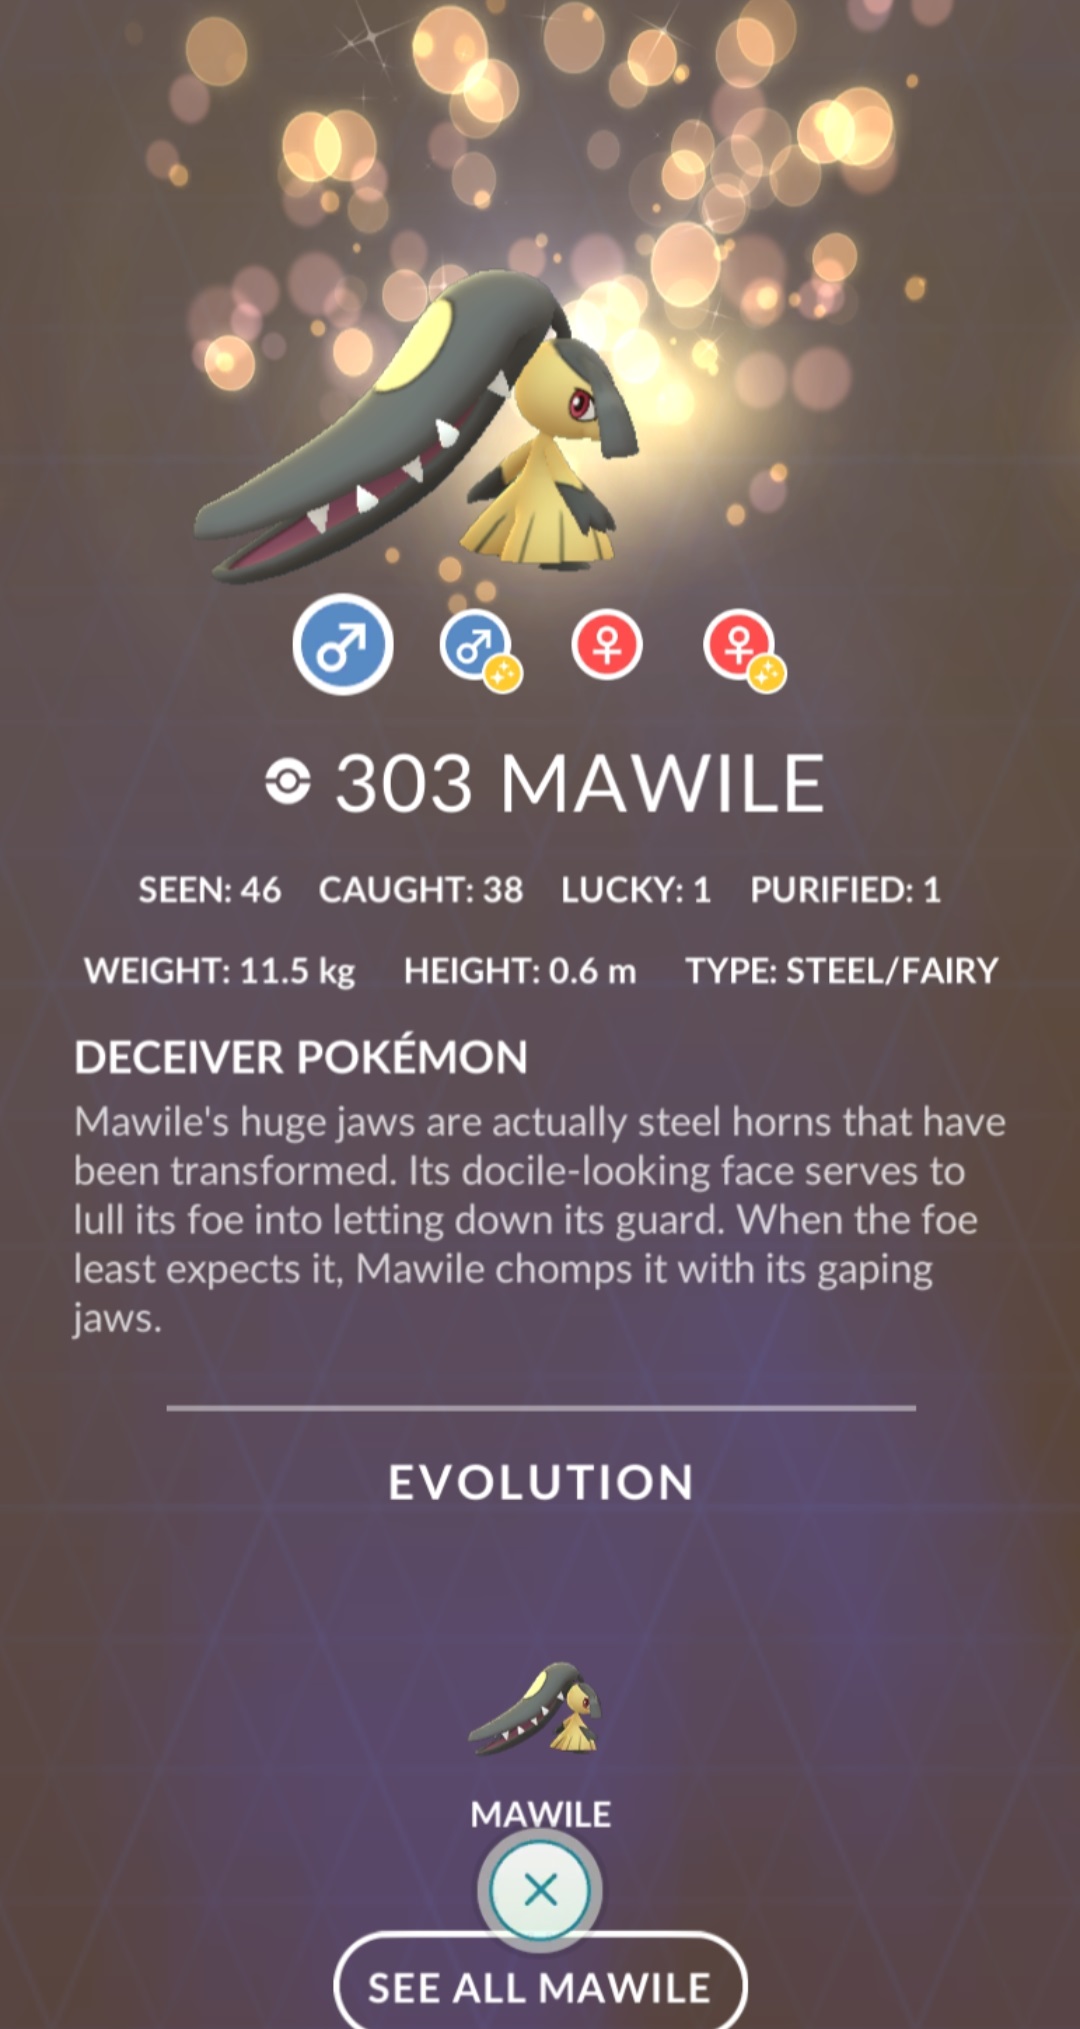 303 MAWILE
SEEN: 46 CAUGHT: 38 LUCKY: 1 PURIFIED: 1
WEIGHT: 11.5 kg HEIGHT: 0.6 m TYPE: STEEL/FAIRY
DECEIVER POKÉMON
Mawile's huge jaws are actually steel horns that have
been transformed. Its docile-looking face serves to
lull its foe into letting down its guard. When the foe
least expects it, Mawile chomps it with its gaping
jaws.
EVOLUTION
MAWILE
SEE ALL MAWILE